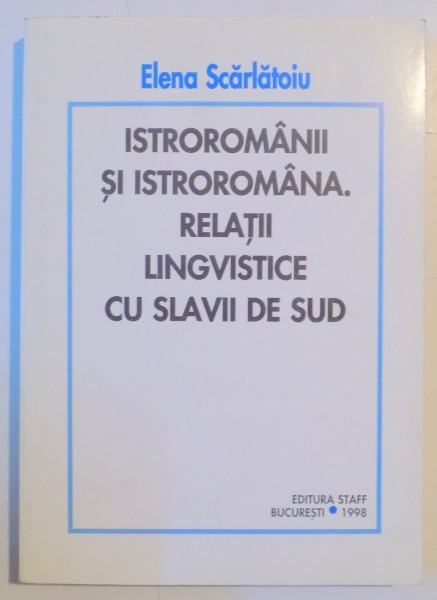 Elena Scărlătoiu
ISTROROMÂNII
ȘI ISTROROMÂNA.
RELAȚII
LINGVISTICE
CU SLAVII DE SUD
EDITURA STAFF
BUCUREȘTI • 1998